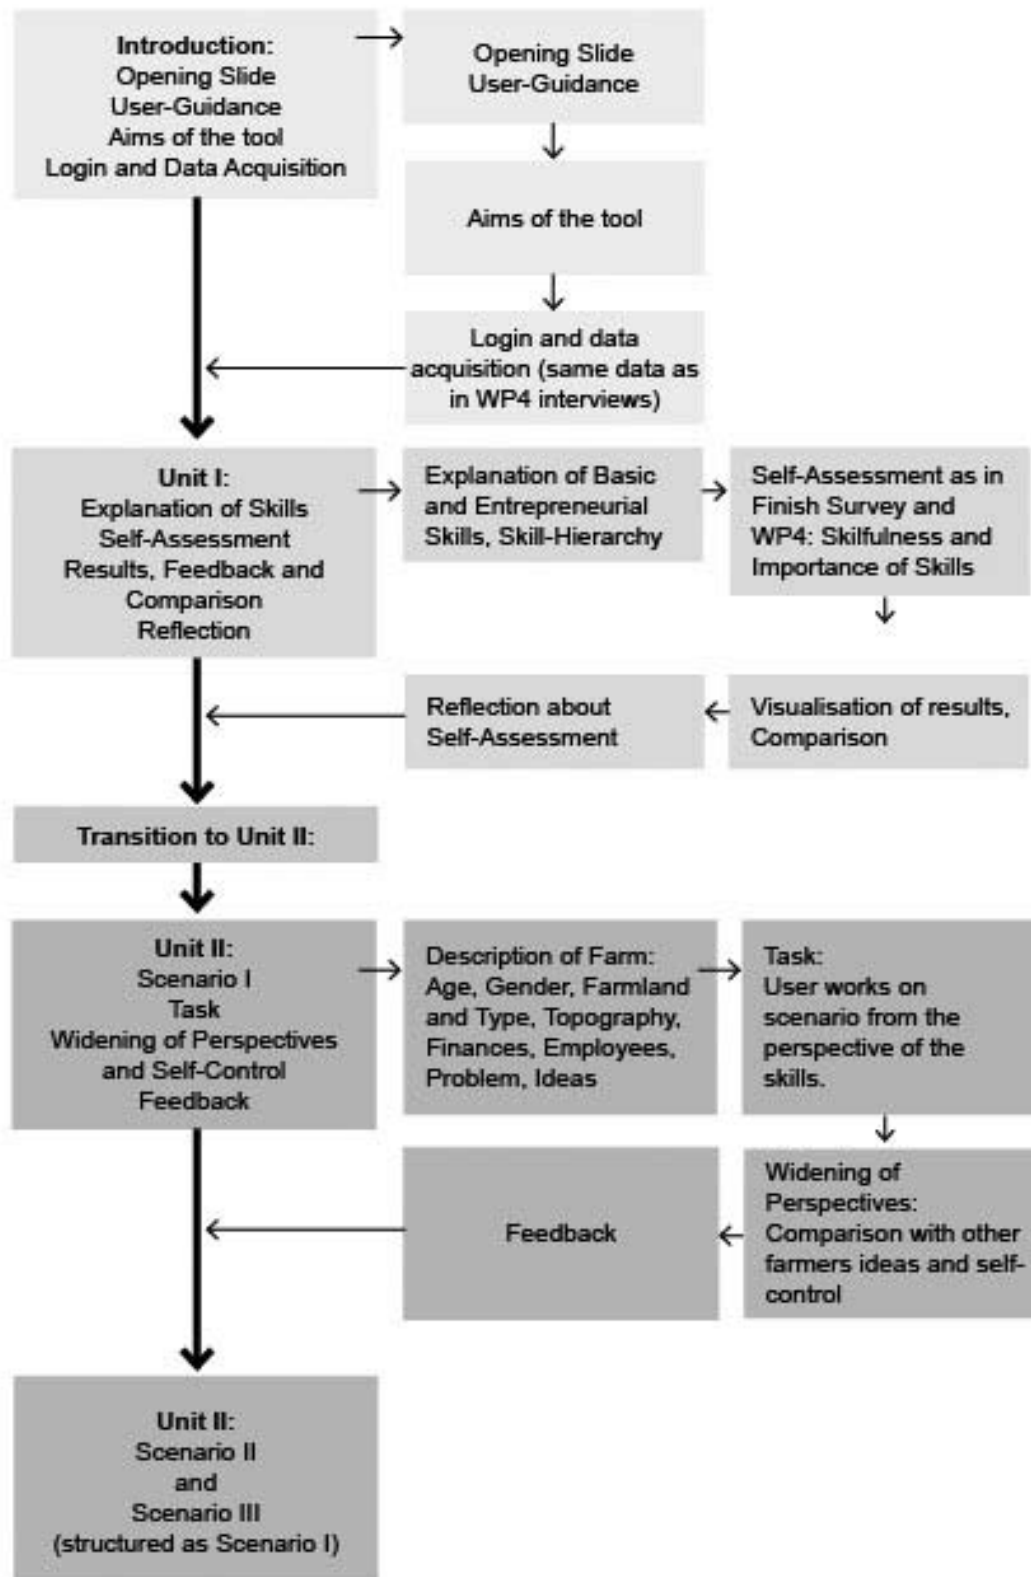 Introduction:
Opening Slide
User-Guidance
Aims of the tool
Login and Data Acquisition
Opening Slide
User-Guidance
Aims of the tool
Login and data
acquisition (same data as
in WP4 interviews)
Unit I:
Explanation of Skills
Self-Assessment
Results, Feedback and
Comparison
Reflection
Explanation of Basic
and Entrepreneurial
Skills, Skill-Hierarchy
Self-Assessment as in
Finish Survey and
WP4: Skilfulness and
Importance of Skills
Reflection about
Self-Assessment
Visualisation of results,
Comparison
Transition to Unit II:
Unit II:
Scenario I
Task
Widening of Perspectives
and Self-Control
Feedback
Description of Farm:
Age, Gender, Farmland
and Type, Topography,
Finances, Employees,
Problem, Ideas
Task:
User works on
scenario from the
perspective of the
skills.
Feedback
Widening of
Perspectives:
Comparison with other
farmers ideas and self-
control
Unit II:
Scenario II
and
Scenario III
(structured as Scenario I)